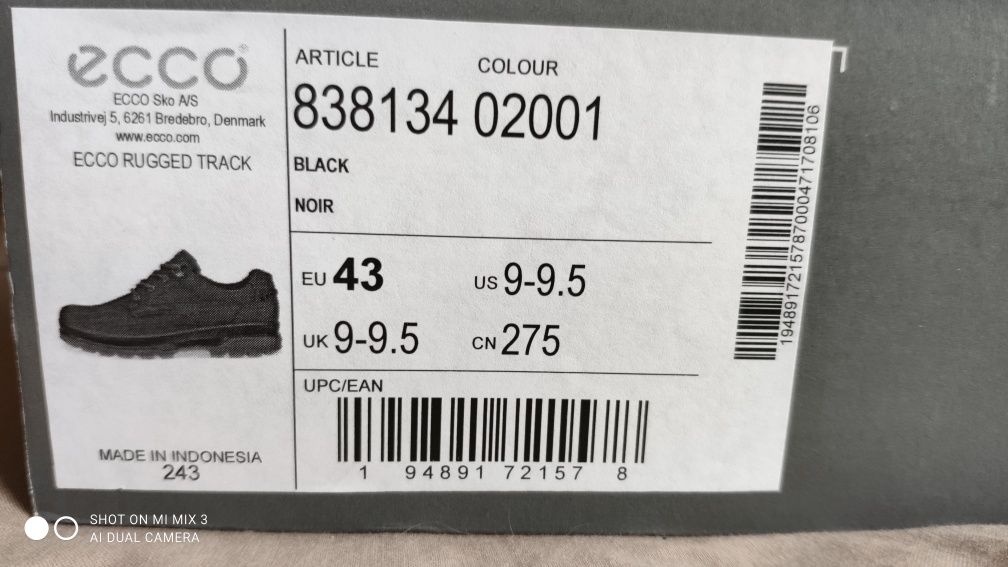 ecco
ECCO Sko A/S
Industrivej 5, 6261 Bredebro, Denmark
www.ecco.com
ECCO RUGGED TRACK
MADE IN INDONESIA
243
ARTICLE COLOUR
838134 02001
BLACK
NOIR
EU 43 US 9-9.5
UK 9-9.5 CN 275
UPC/EAN
1 94891 72157 8
194891721578700047170​8106
SHOT ON MI MIX 3
AI DUAL CAMERA